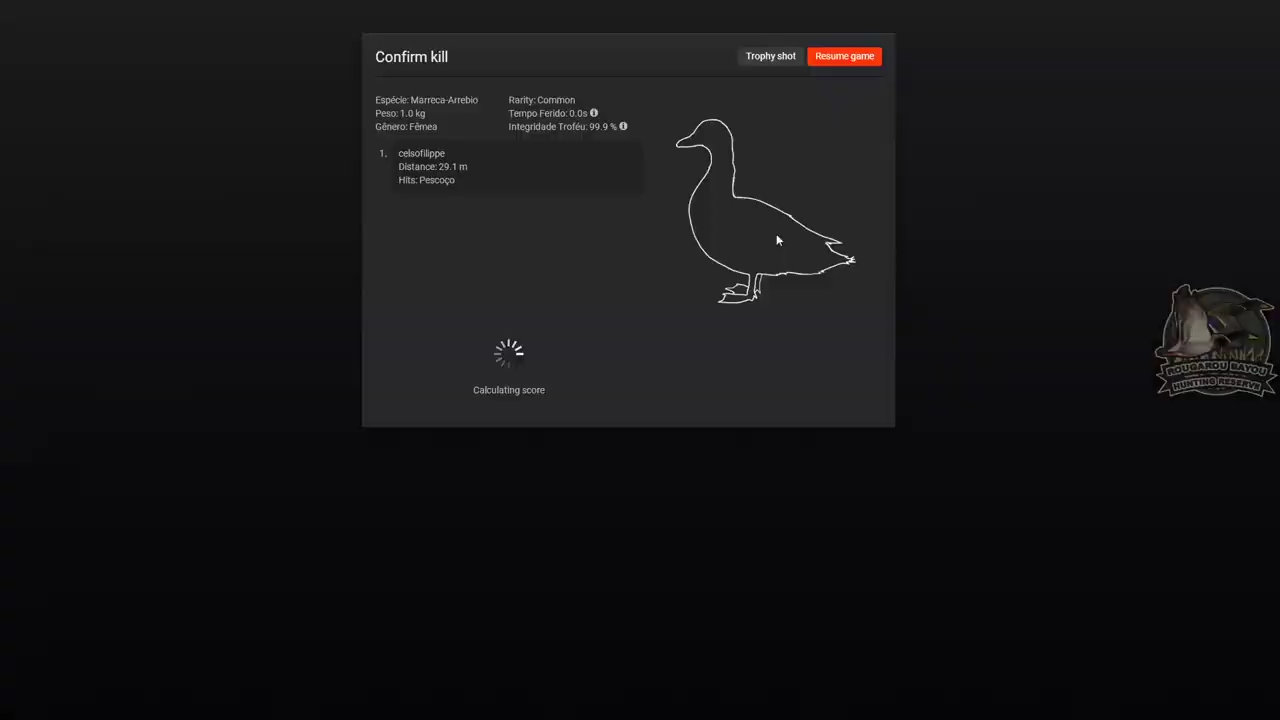 Confirm kill
Trophy shot
Resume game
Espécie: Marreca-Arrebio
Peso: 1.0 kg
Gênero: Fêmea
Rarity: Common
Tempo Ferido: 0.0s
Integridade Troféu: 99.9 %
1. celsofilippe
Distance: 29.1 m
Hits: Pescoço
Calculating score
ROUGAROU BAYOU
HUNTING RESERVE